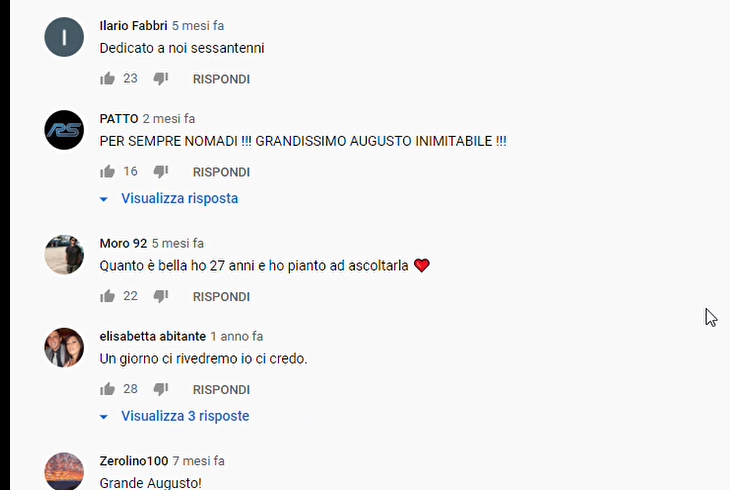 I
Ilario Fabbri 5 mesi fa
Dedicato a noi sessantenni
23 RISPONDI
RS
PATTO 2 mesi fa
PER SEMPRE NOMADI !!! GRANDISSIMO AUGUSTO INIMITABILE !!!
16 RISPONDI
Visualizza risposta
Moro 92 5 mesi fa
Quanto è bella ho 27 anni e ho pianto ad ascoltarla ❤
22 RISPONDI
elisabetta abitante 1 anno fa
Un giorno ci rivedremo io ci credo.
28 RISPONDI
Visualizza 3 risposte
Zerolino100 7 mesi fa
Grande Augusto!